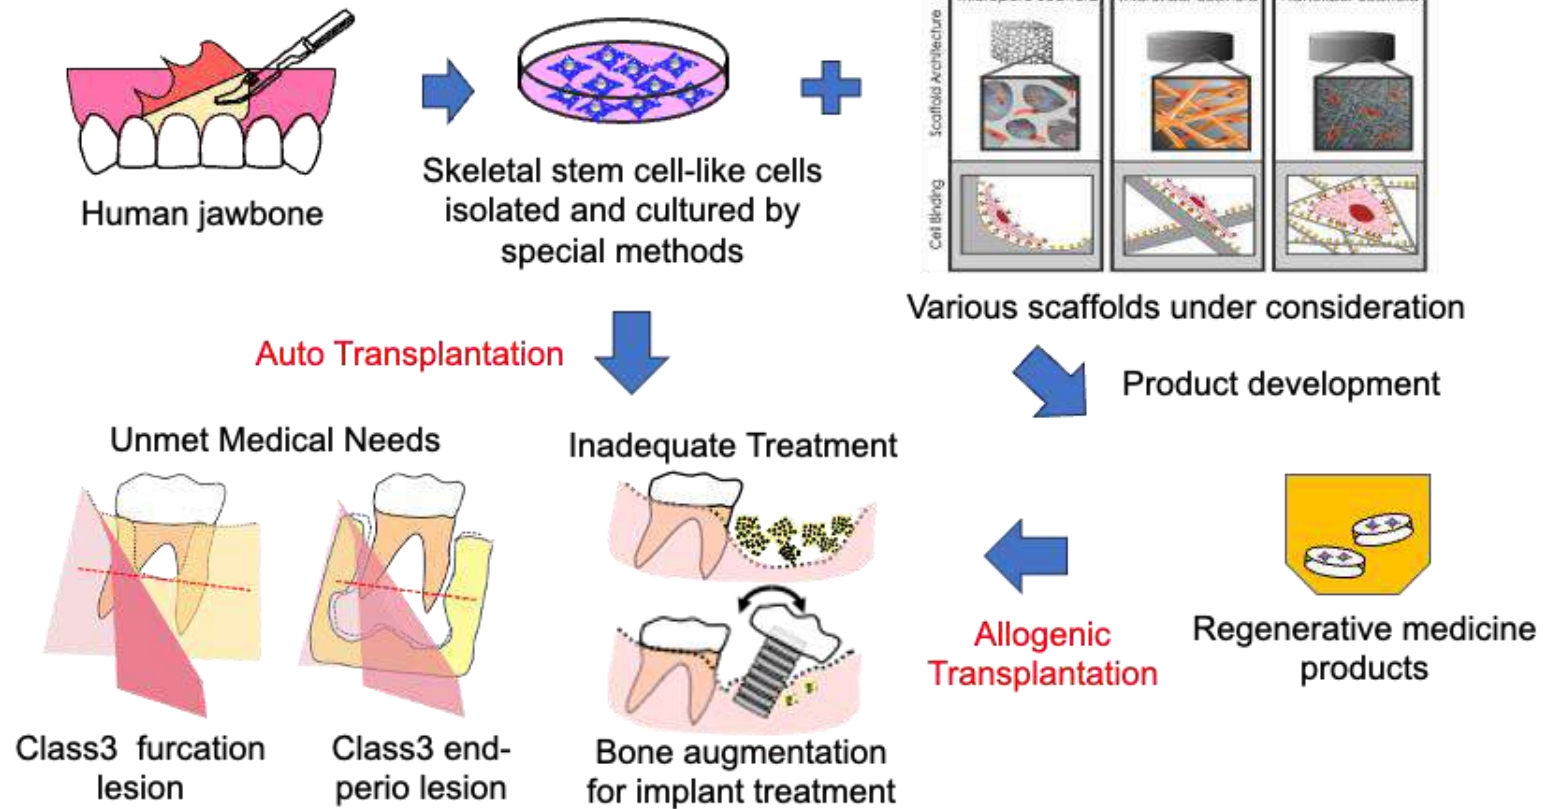 Scaffold Architecture
Cell Binding
Human jawbone
Skeletal stem cell-like cells
isolated and cultured by
special methods
Various scaffolds under consideration
Auto Transplantation
Product development
Unmet Medical Needs
Inadequate Treatment
Allogenic
Transplantation
Regenerative medicine
products
Class3 furcation
lesion
Class3 end-
perio lesion
Bone augmentation
for implant treatment